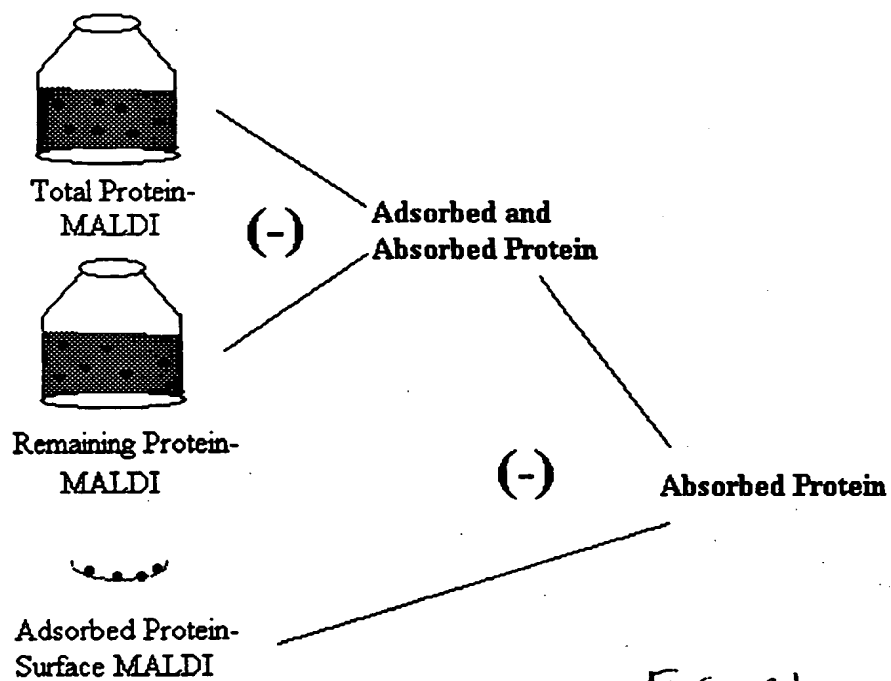 Total Protein-
MALDI
(-)
Adsorbed and
Absorbed Protein
Remaining Protein-
MALDI
(-)
Absorbed Protein
Adsorbed Protein-
Surface MALDI